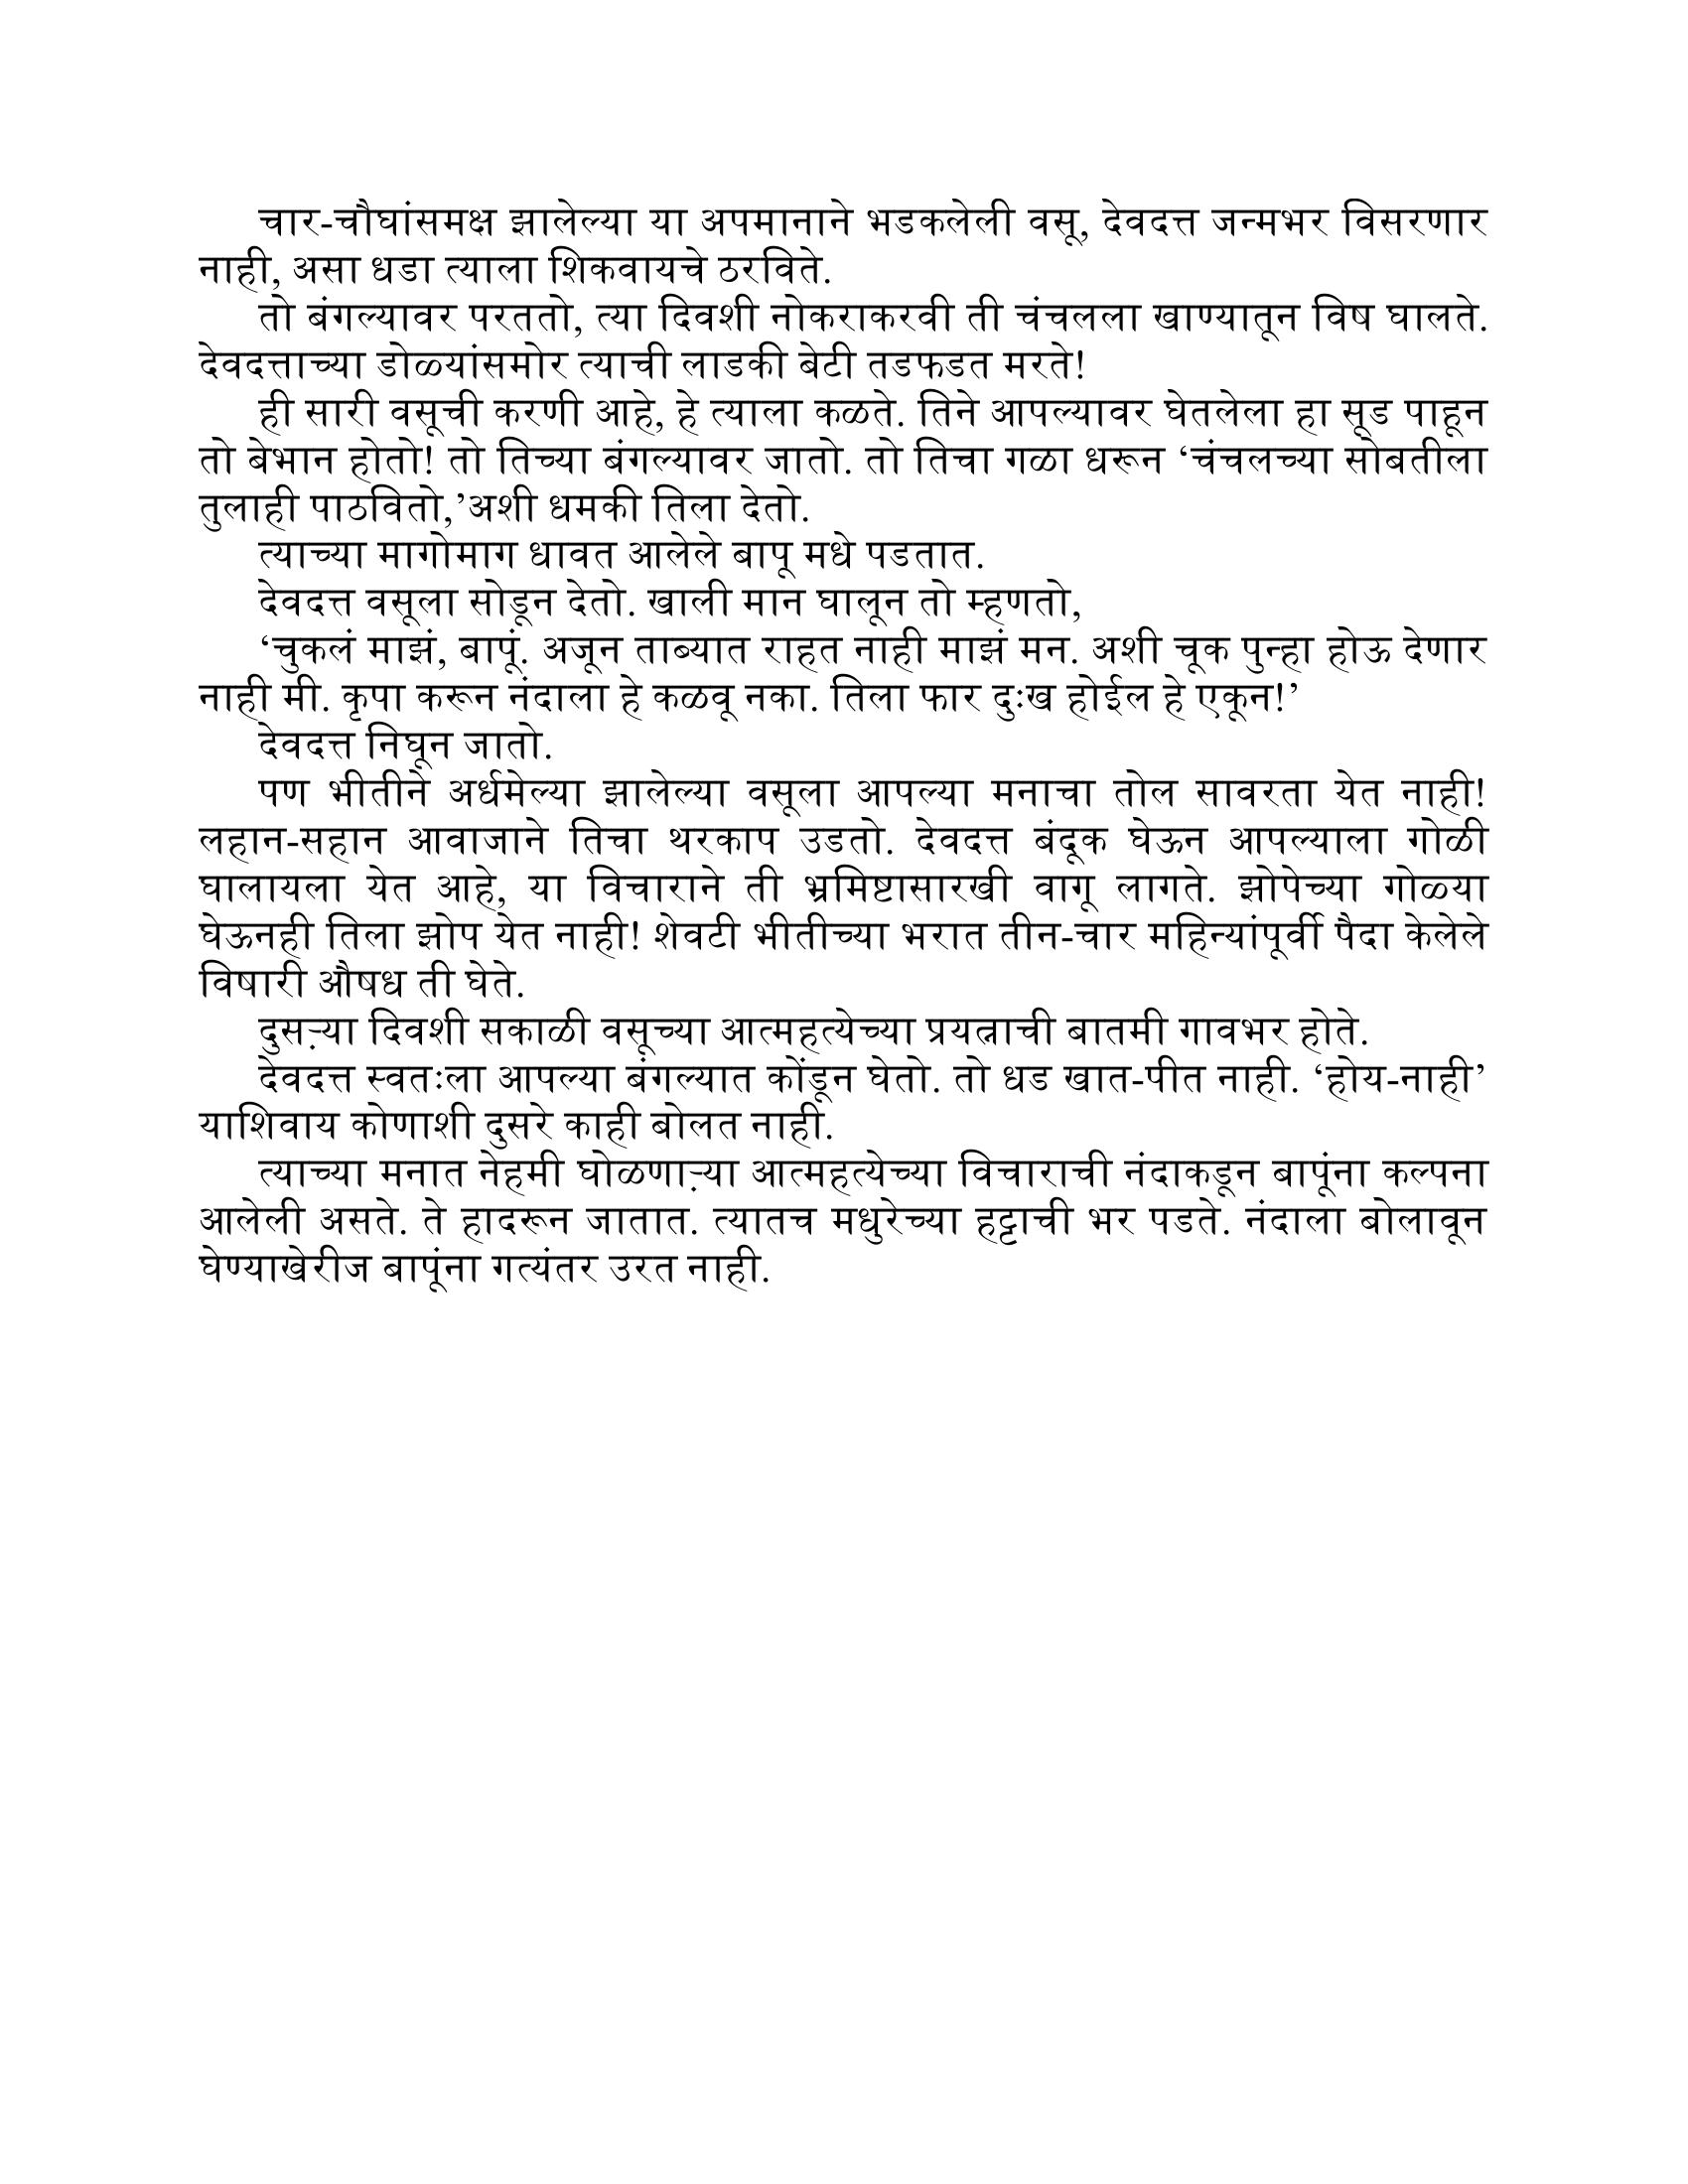 चार-चौघांसमक्ष झालेल्या या अपमानाने भडकलेली वसू, देवदत्त जन्मभर विसरणार
नाही, असा धडा त्याला शिकवायचे ठरविते.
तो बंगल्यावर परततो, त्या दिवशी नोकराकरवी ती चंचलला खाण्यातून विष घालते.
देवदत्ताच्या डोळ्यांसमोर त्याची लाडकी बेटी तडफडत मरते!
ही सारी वसूची करणी आहे, हे त्याला कळते. तिने आपल्यावर घेतलेला हा सूड पाहून
तो बेभान होतो! तो तिच्या बंगल्यावर जातो. तो तिचा गळा धरून ‘चंचलच्या सोबतीला
तुलाही पाठवितो,’अशी धमकी तिला देतो.
त्याच्या मागोमाग धावत आलेले बापू मधे पडतात.
देवदत्त वसूला सोडून देतो. खाली मान घालून तो म्हणतो,
‘चुकलं माझं, बापूं. अजून ताब्यात राहत नाही माझं मन. अशी चूक पुन्हा होऊ देणार
नाही मी. कृपा करून नंदाला हे कळवू नका. तिला फार दुःख होईल हे एकून!’
देवदत्त निघून जातो.
पण भीतीने अर्धमेल्या झालेल्या वसूला आपल्या मनाचा तोल सावरता येत नाही!
लहान-सहान आवाजाने तिचा थरकाप उडतो. देवदत्त बंदूक घेऊन आपल्याला गोळी
घालायला येत आहे, या विचाराने ती भ्रमिष्टासारखी वागू लागते. झोपेच्या गोळ्या
घेऊनही तिला झोप येत नाही! शेवटी भीतीच्या भरात तीन-चार महिन्यांपूर्वी पैदा केलेले
विषारी औषध ती घेते.
दुसऱ्या दिवशी सकाळी वसूच्या आत्महत्येच्या प्रयत्नाची बातमी गावभर होते.
देवदत्त स्वतःला आपल्या बंगल्यात कोंडून घेतो. तो धड खात-पीत नाही. ‘होय-नाही’
याशिवाय कोणाशी दुसरे काही बोलत नाही.
त्याच्या मनात नेहमी घोळणाऱ्या आत्महत्येच्या विचाराची नंदाकडून बापूंना कल्पना
आलेली असते. ते हादरून जातात. त्यातच मधुरेच्या हट्टाची भर पडते. नंदाला बोलावून
घेण्याखेरीज बापूंना गत्यंतर उरत नाही.